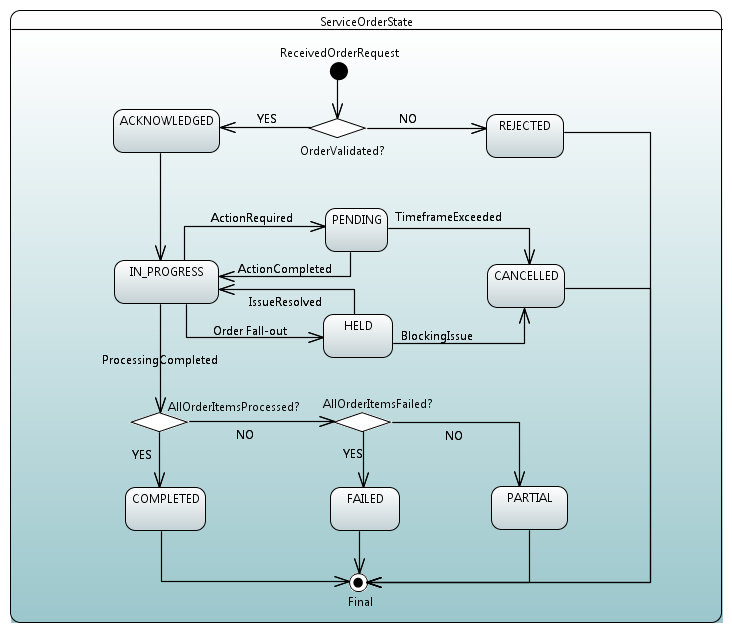 ServiceOrderState
ReceivedOrderRequest
ACKNOWLEDGED
YES
NO
REJECTED
OrderValidated?
ActionRequired
PENDING
TimeframeExceeded
IN_PROGRESS
ActionCompleted
CANCELLED
IssueResolved
HELD
Order Fall-out
BlockingIssue
ProcessingCompleted
AllOrderItemsProcessed?
AllOrderItemsFailed?
NO
NO
YES
YES
COMPLETED
FAILED
PARTIAL
Final